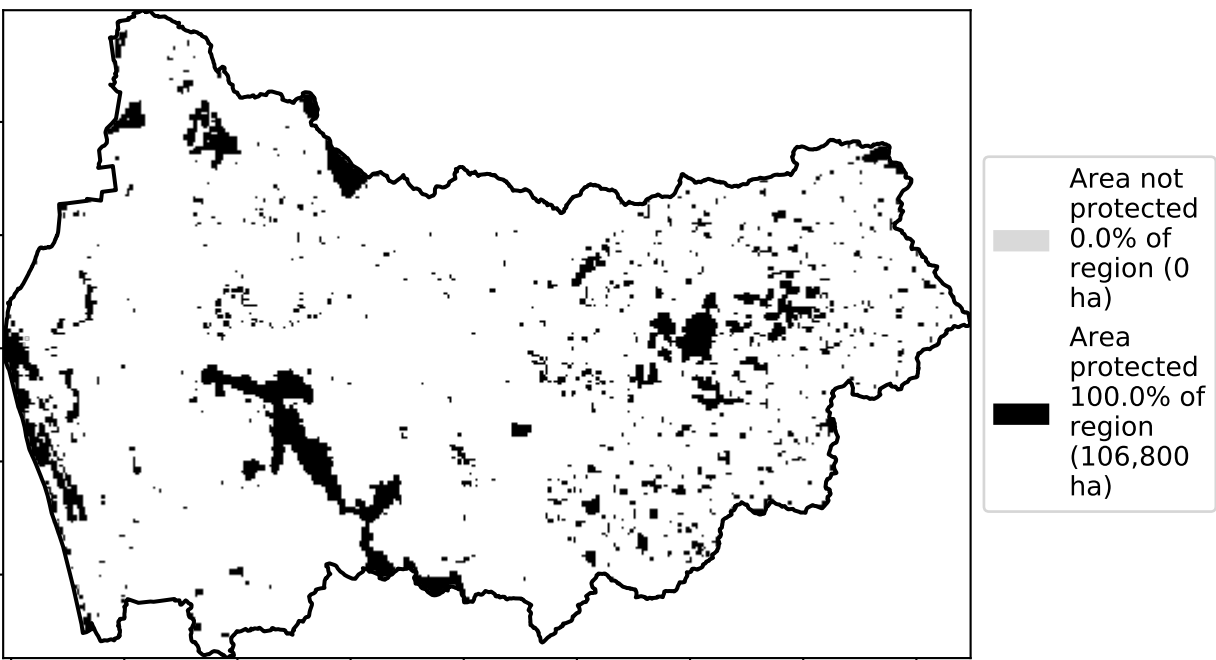 Area not
protected
0.0% of
region (0
ha)
Area
protected
100.0% of
region
(106,800
ha)